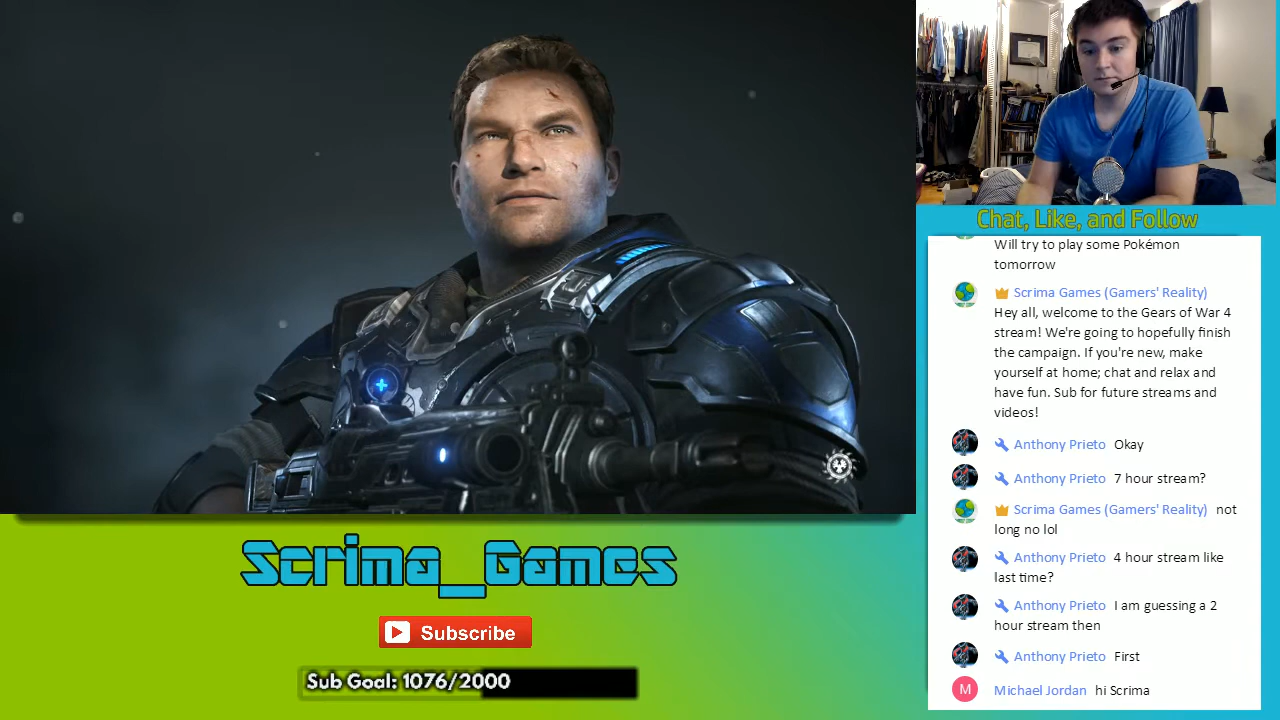 Chat, Like, and Follow
Will try to play some Pokémon
tomorrow
Scrima Games (Gamers' Reality)
Hey all, welcome to the Gears of War 4
stream! We're going to hopefully finish
the campaign. If you're new, make
yourself at home; chat and relax and
have fun. Sub for future streams and
videos!
Anthony Prieto Okay
Anthony Prieto 7 hour stream?
Scrima Games (Gamers' Reality) not
long no lol
Anthony Prieto 4 hour stream like
last time?
Anthony Prieto I am guessing a 2
hour stream then
Anthony Prieto First
M Michael Jordan hi Scrima
Scrima_Games
Subscribe
Sub Goal: 1076/2000